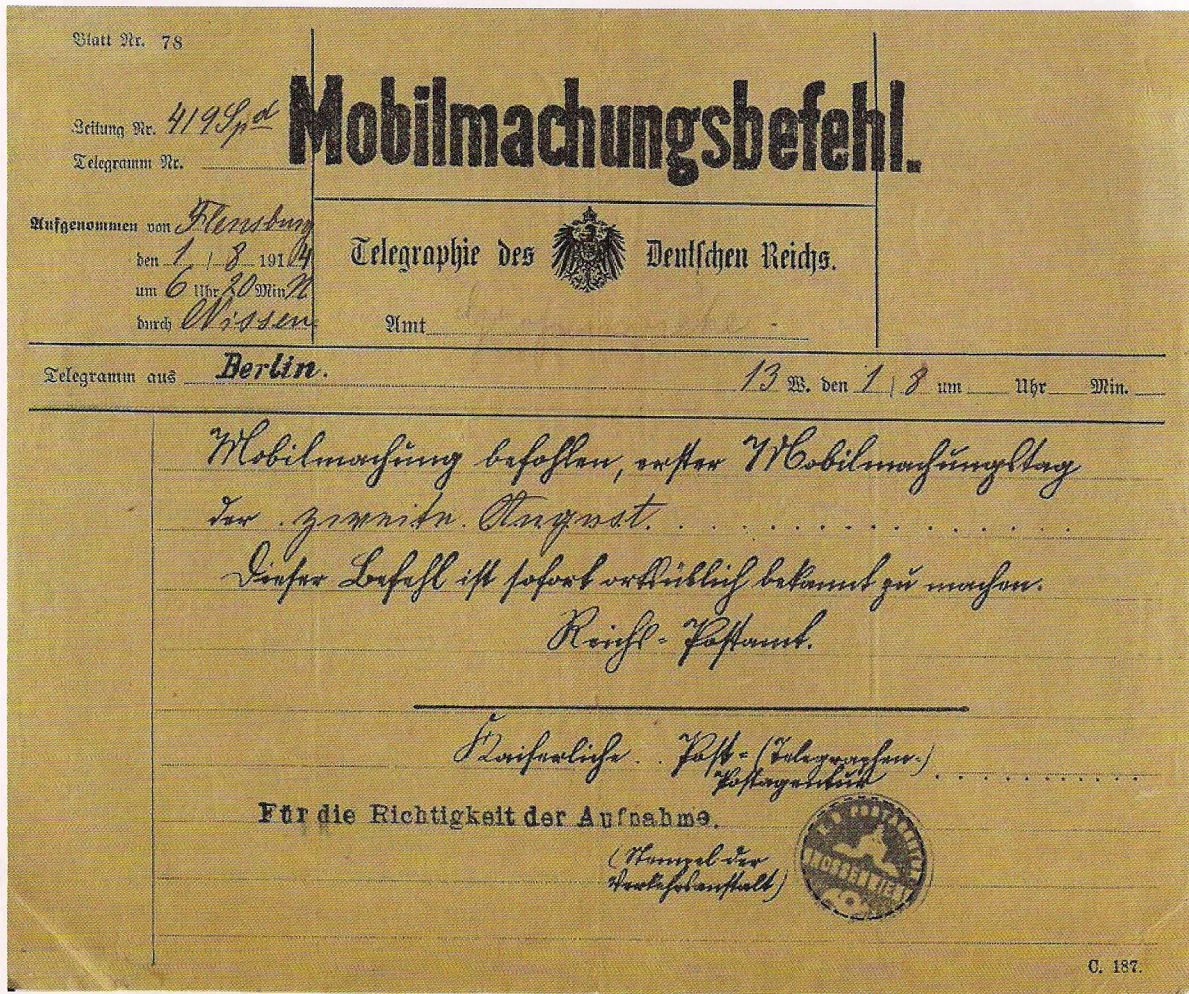 Blatt Nr. 78
Mobilmachungsbefehl.
Leitung Nr. 419 Spd
Telegramm Nr.
Aufgenommen von Flensburg
den 1 / 8 1914
um 6 Uhr 20 Min N
durch Nissen
Telegraphie des Deutschen Reichs.
Amt
Telegramm aus Berlin. 13 W. den 1 / 8 um Uhr Min.
Mobilmachung befohlen, erster Mobilmachungstag
der zweite August.
Dieser Befehl ist sofort ortsüblich bekannt zu machen.
Reichs-Postamt.
Kaiserliche Post-(Telegraphen-)
Postagentur
Für die Richtigkeit der Aufnahme.
(Stempel der
Verkehrsanstalt)
C. 187.